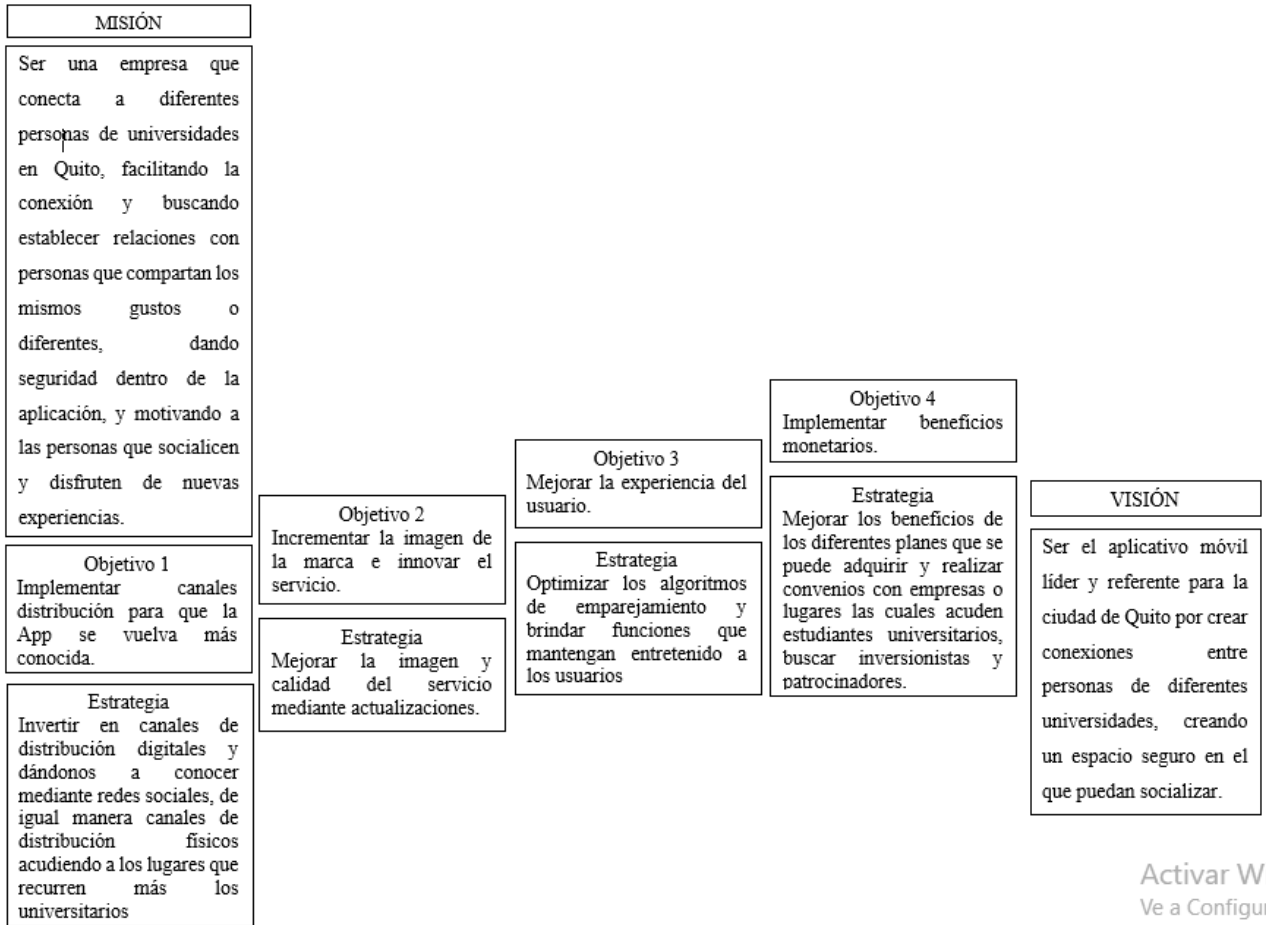 MISIÓN
Ser una empresa que
conecta a diferentes
personas de universidades
en Quito, facilitando la
conexión y buscando
establecer relaciones con
personas que compartan los
mismos gustos o
diferentes, dando
seguridad dentro de la
aplicación, y motivando a
las personas que socialicen
y disfruten de nuevas
experiencias.
Objetivo 1
Implementar canales
distribución para que la
App se vuelva más
conocida.
Estrategia
Invertir en canales de
distribución digitales y
dándonos a conocer
mediante redes sociales, de
igual manera canales de
distribución físicos
acudiendo a los lugares que
recurren más los
universitarios
Objetivo 2
Incrementar la imagen de
la marca e innovar el
servicio.
Estrategia
Mejorar la imagen y
calidad del servicio
mediante actualizaciones.
Objetivo 3
Mejorar la experiencia del
usuario.
Estrategia
Optimizar los algoritmos
de emparejamiento y
brindar funciones que
mantengan entretenido a
los usuarios
Objetivo 4
Implementar beneficios
monetarios.
Estrategia
Mejorar los beneficios de
los diferentes planes que se
puede adquirir y realizar
convenios con empresas o
lugares las cuales acuden
estudiantes universitarios,
buscar inversionistas y
patrocinadores.
VISIÓN
Ser el aplicativo móvil
líder y referente para la
ciudad de Quito por crear
conexiones entre
personas de diferentes
universidades, creando
un espacio seguro en el
que puedan socializar.
Activar W
Ve a Configur